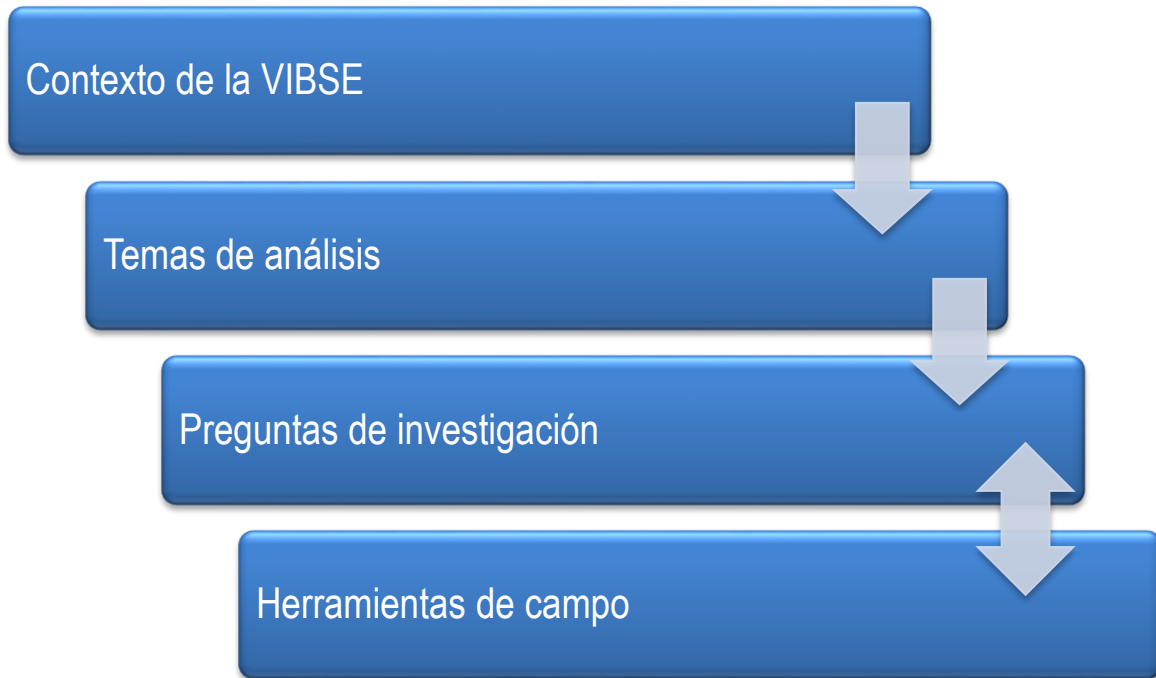 Contexto de la VIBSE
Temas de análisis
Preguntas de investigación
Herramientas de campo